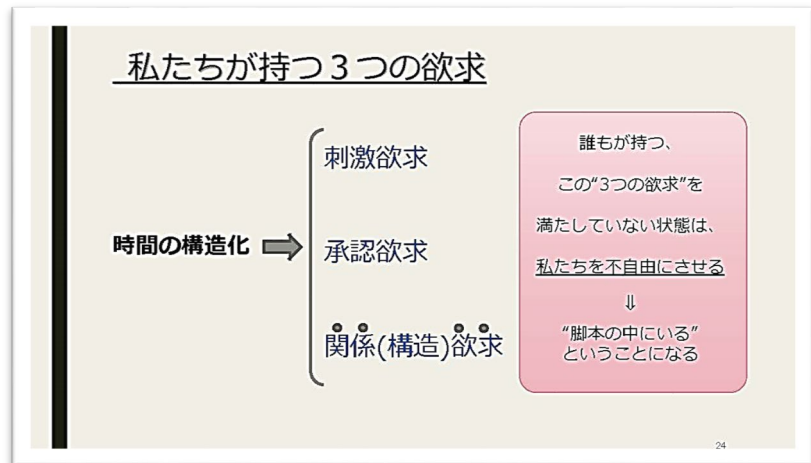 私たちが持つ３つの欲求
刺激欲求
時間の構造化
承認欲求
関係(構造)欲求
誰もが持つ、
この“3つの欲求”を
満たしていない状態は、
私たちを不自由にさせる
⇓
“脚本の中にいる”
ということになる
24